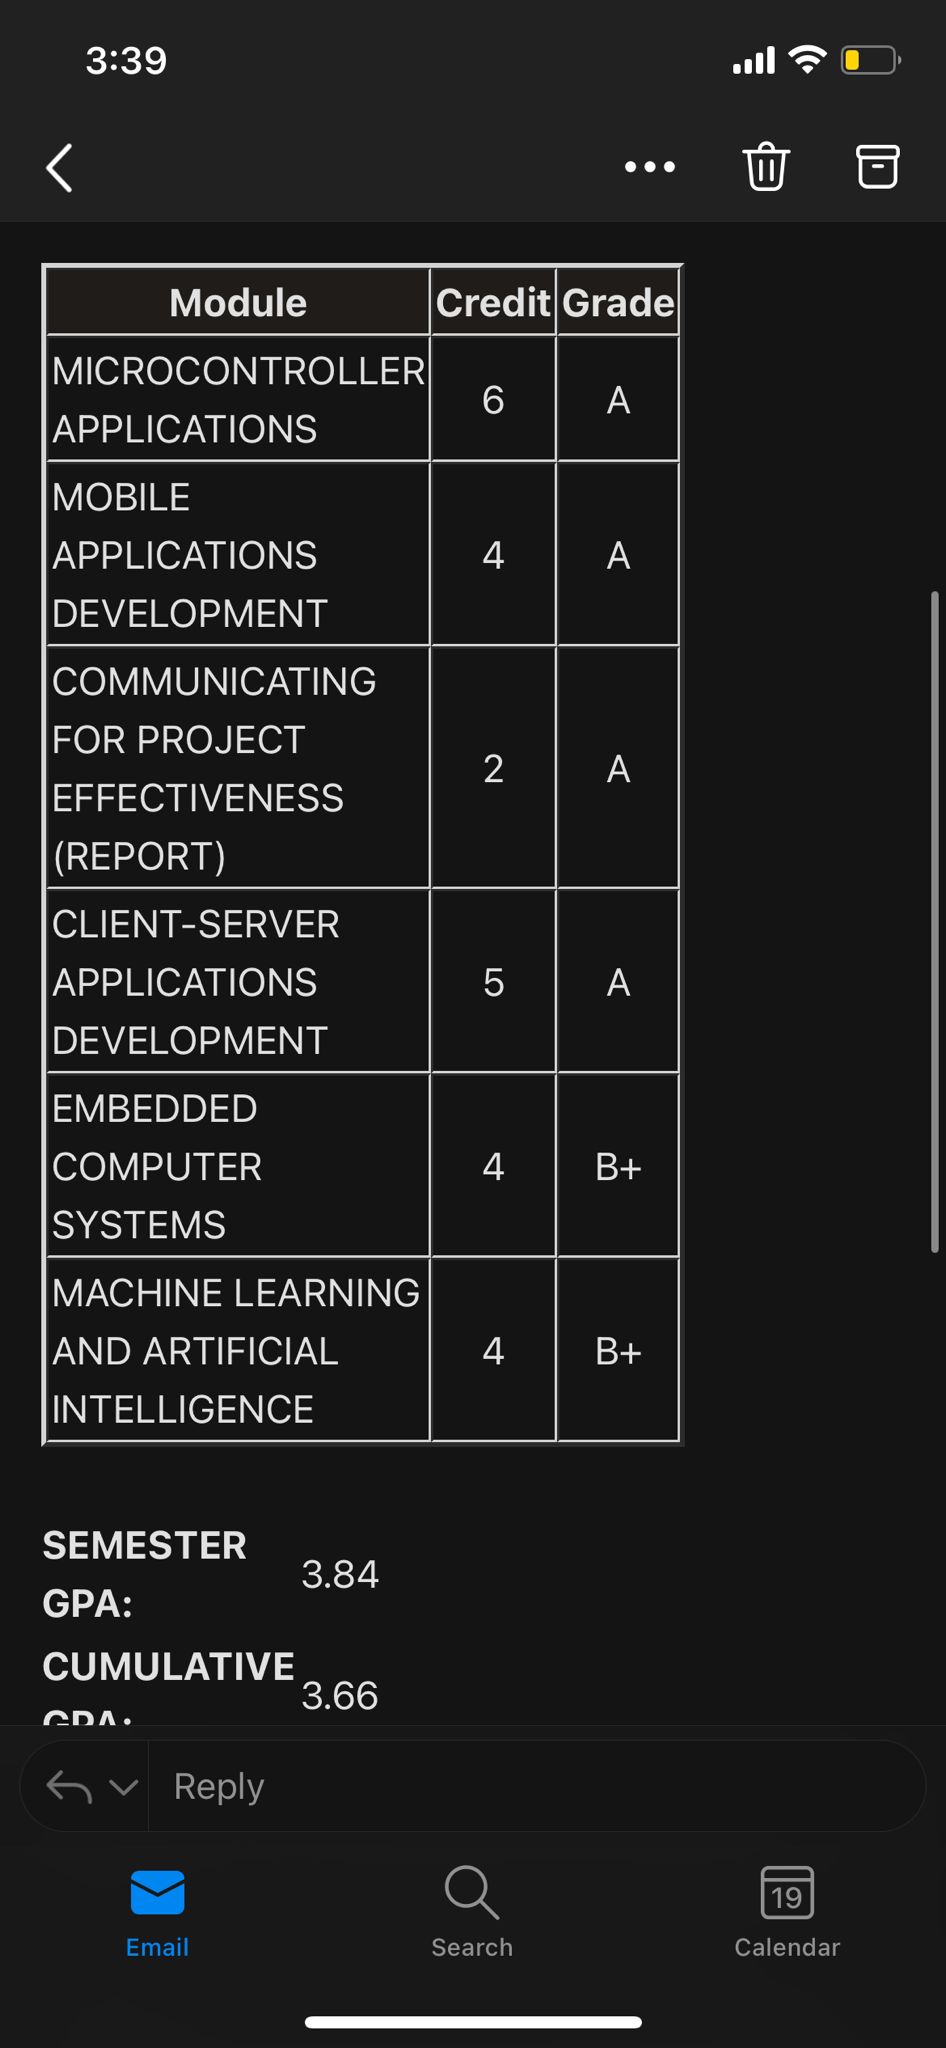 3:39
Module Credit Grade
MICROCONTROLLER
APPLICATIONS
6 A
MOBILE
APPLICATIONS
DEVELOPMENT
4 A
COMMUNICATING
FOR PROJECT
EFFECTIVENESS
(REPORT)
2 A
CLIENT-SERVER
APPLICATIONS
DEVELOPMENT
5 A
EMBEDDED
COMPUTER
SYSTEMS
4 B+
MACHINE LEARNING
AND ARTIFICIAL
INTELLIGENCE
4 B+
SEMESTER
GPA:
3.84
CUMULATIVE
GPA:
3.66
Reply
19
Email Search Calendar